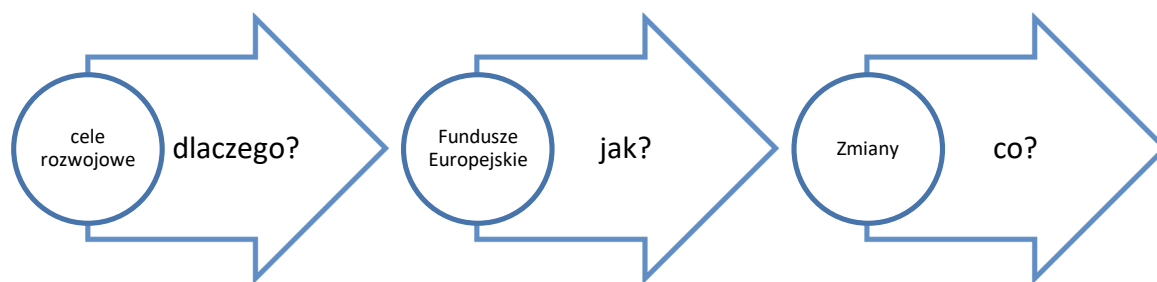 cele
rozwojowe
dlaczego?
Fundusze
Europejskie
jak?
Zmiany
co?